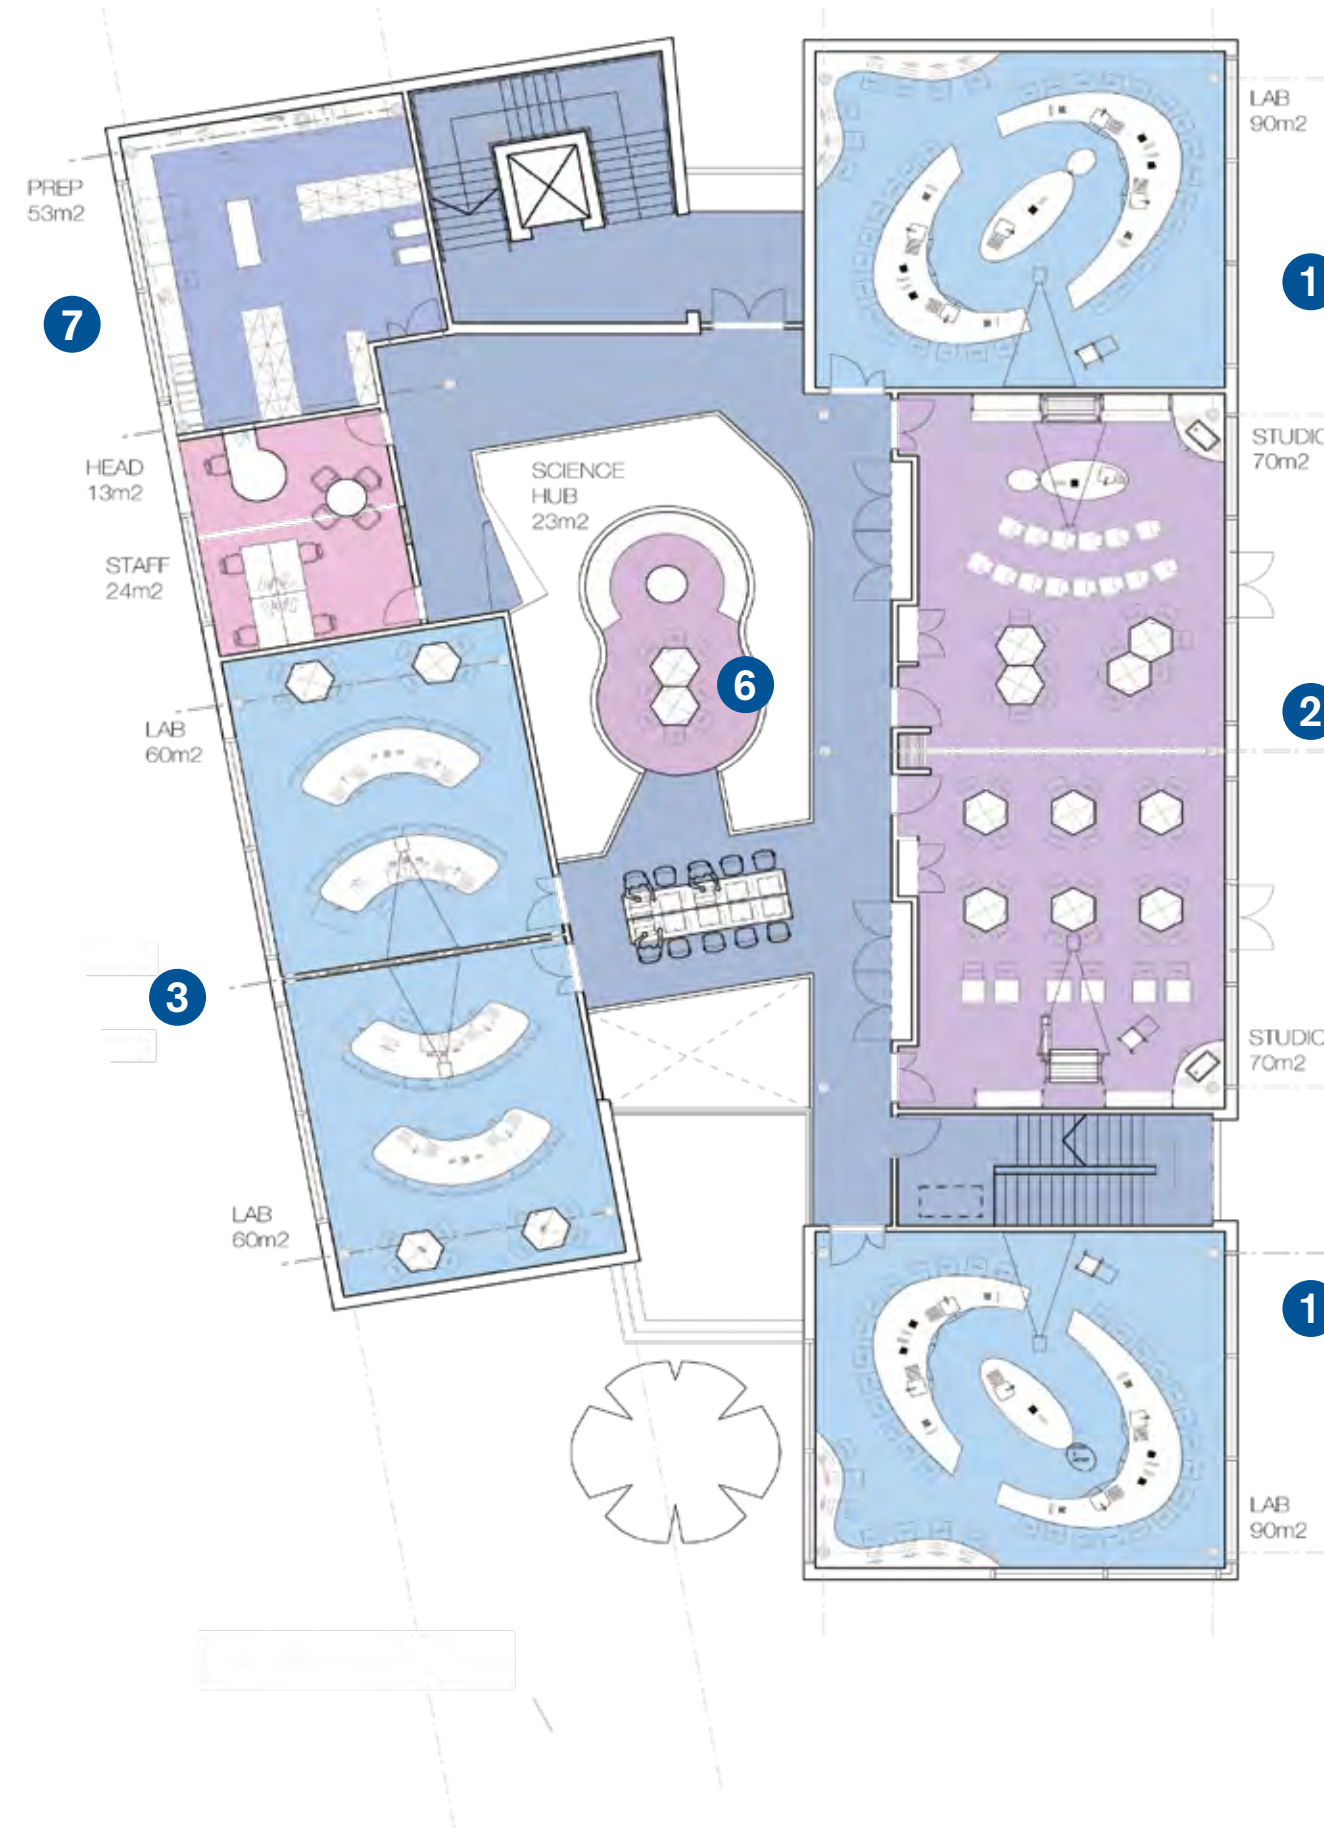 LAB
90m2
PREP
53m2
1
7
STUDIO
70m2
HEAD
13m2
SCIENCE
HUB
23m2
STAFF
24m2
6
2
LAB
60m2
3
STUDIO
70m2
LAB
60m2
1
LAB
90m2